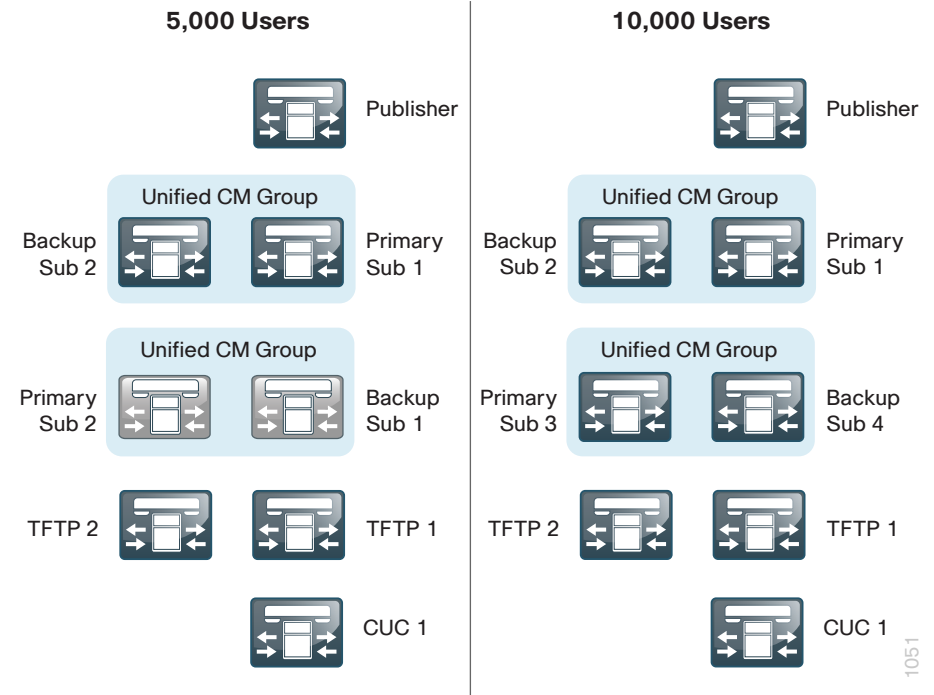 5,000 Users
Publisher
Unified CM Group
Backup
Sub 2
Primary
Sub 1
Unified CM Group
Primary
Sub 2
Backup
Sub 1
TFTP 2
TFTP 1
CUC 1
10,000 Users
Publisher
Unified CM Group
Backup
Sub 2
Primary
Sub 1
Unified CM Group
Primary
Sub 3
Backup
Sub 4
TFTP 2
TFTP 1
CUC 1
1051